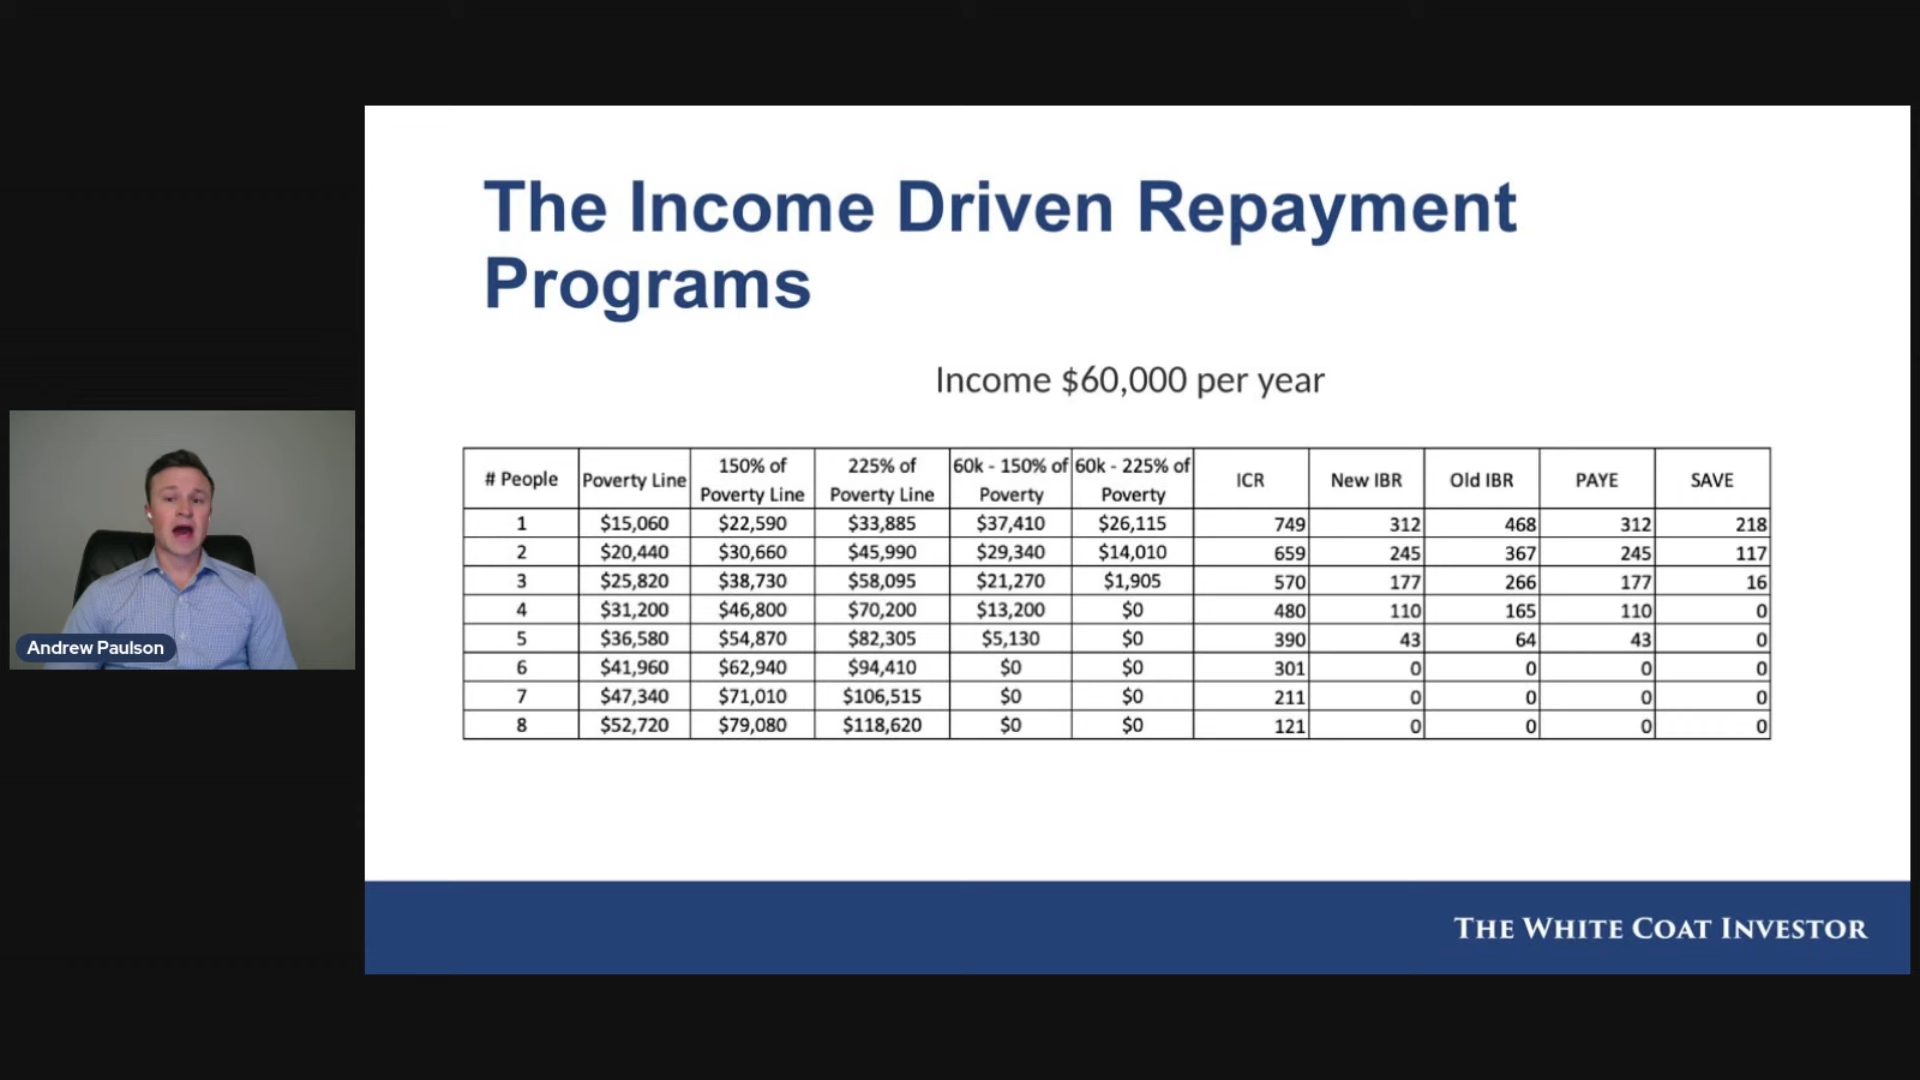 The Income Driven Repayment
Programs
Income $60,000 per year
# People Poverty Line 150% of Poverty Line 225% of Poverty Line 60k - 150% of Poverty 60k - 225% of Poverty ICR New IBR Old IBR PAYE SAVE
1 $15,060 $22,590 $33,885 $37,410 $26,115 749 312 468 312 218
2 $20,440 $30,660 $45,990 $29,340 $14,010 659 245 367 245 117
3 $25,820 $38,730 $58,095 $21,270 $1,905 570 177 266 177 16
4 $31,200 $46,800 $70,200 $13,200 $0 480 110 165 110 0
5 $36,580 $54,870 $82,305 $5,130 $0 390 43 64 43 0
6 $41,960 $62,940 $94,410 $0 $0 301 0 0 0 0
7 $47,340 $71,010 $106,515 $0 $0 211 0 0 0 0
8 $52,720 $79,080 $118,620 $0 $0 121 0 0 0 0
Andrew Paulson
THE WHITE COAT INVESTOR